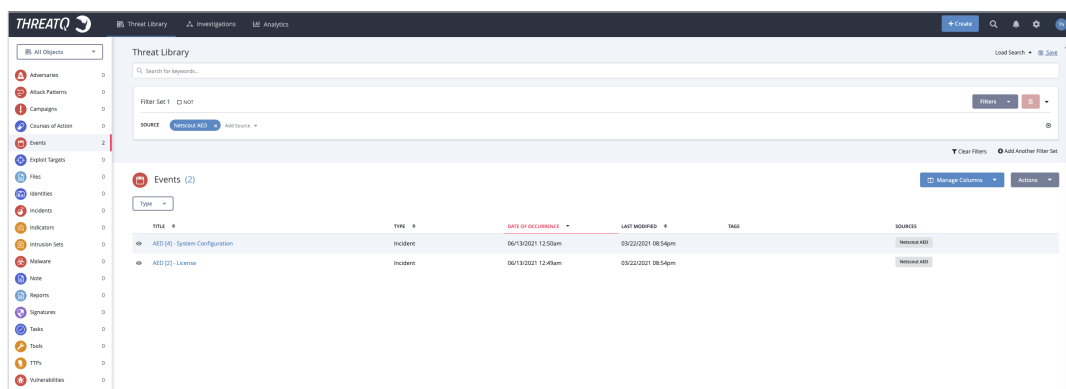 THREATQ
Threat Library
Investigations
Analytics
+ Create
All Objects
Adversaries 0
Attack Patterns 0
Campaigns 0
Courses of Action 0
Events 2
Exploit Targets 0
Files 0
Identities 0
Incidents 0
Indicators 0
Intrusion Sets 0
Malware 0
Note 0
Reports 0
Signatures 0
Tasks 0
Tools 0
TTPs 0
Vulnerabilities 0
Threat Library
Load Search
Save
Search for keywords...
Filter Set 1 NOT
Filters
SOURCE Netscout AED × Add Source
Clear Filters Add Another Filter Set
Events (2)
Manage Columns
Actions
Type
TITLE TYPE DATE OF OCCURRENCE LAST MODIFIED TAGS SOURCES
AED [4] - System Configuration Incident 06/13/2021 12:50am 03/22/2021 08:54pm Netscout AED
AED [2] - License Incident 06/13/2021 12:49am 03/22/2021 08:54pm Netscout AED